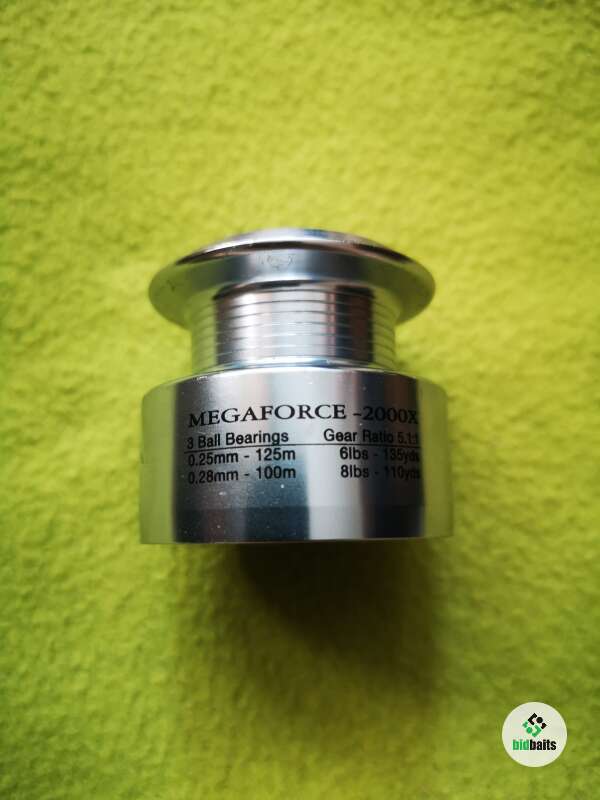 MEGAFORCE -2000X
3 Ball Bearings Gear Ratio 5.1:1
0.25mm - 125m 6lbs - 135yds
0.28mm - 100m 8lbs - 110yds
bidbaits